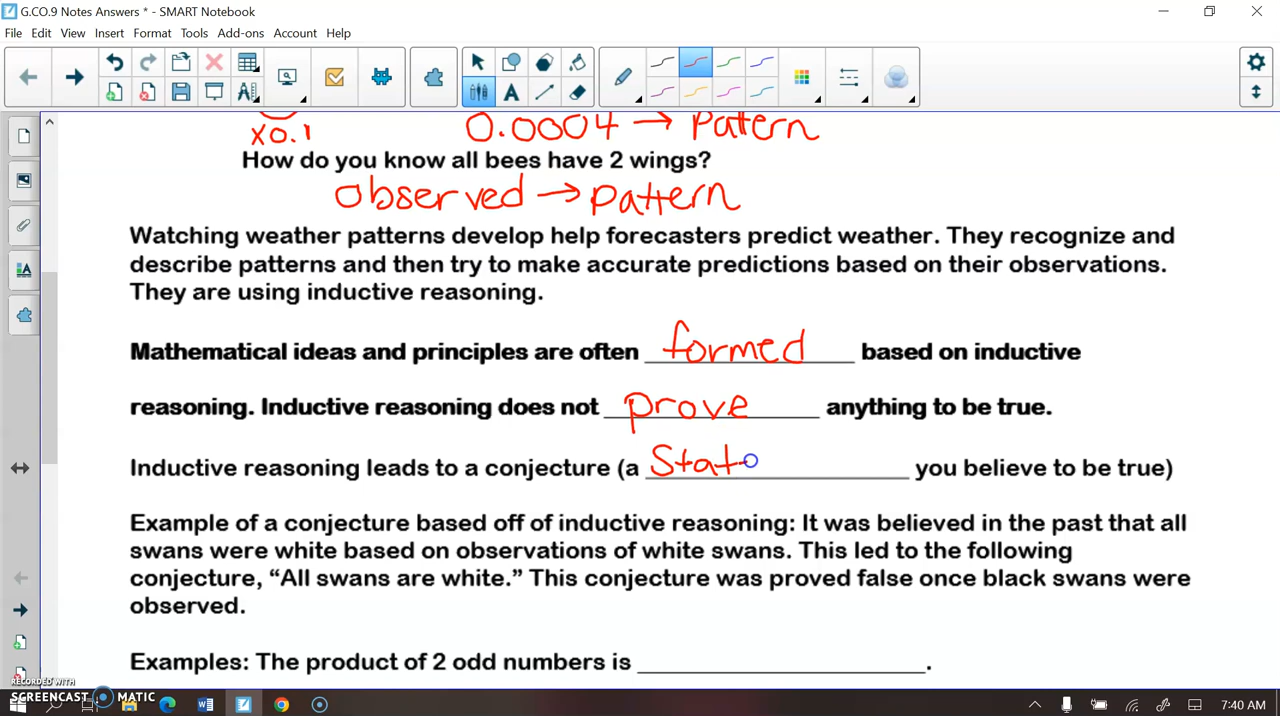 G.CO.9 Notes Answers * - SMART Notebook
File Edit View Insert Format Tools Add-ons Account Help
x0.1 0.0004 → Pattern
How do you know all bees have 2 wings?
Observed → pattern
Watching weather patterns develop help forecasters predict weather. They recognize and
describe patterns and then try to make accurate predictions based on their observations.
They are using inductive reasoning.
Mathematical ideas and principles are often formed based on inductive
reasoning. Inductive reasoning does not prove anything to be true.
Inductive reasoning leads to a conjecture (a Stat you believe to be true)
Example of a conjecture based off of inductive reasoning: It was believed in the past that all
swans were white based on observations of white swans. This led to the following
conjecture, “All swans are white.” This conjecture was proved false once black swans were
observed.
Examples: The product of 2 odd numbers is ____________.
RECORDED WITH
SCREENCAST MATIC
7:40 AM